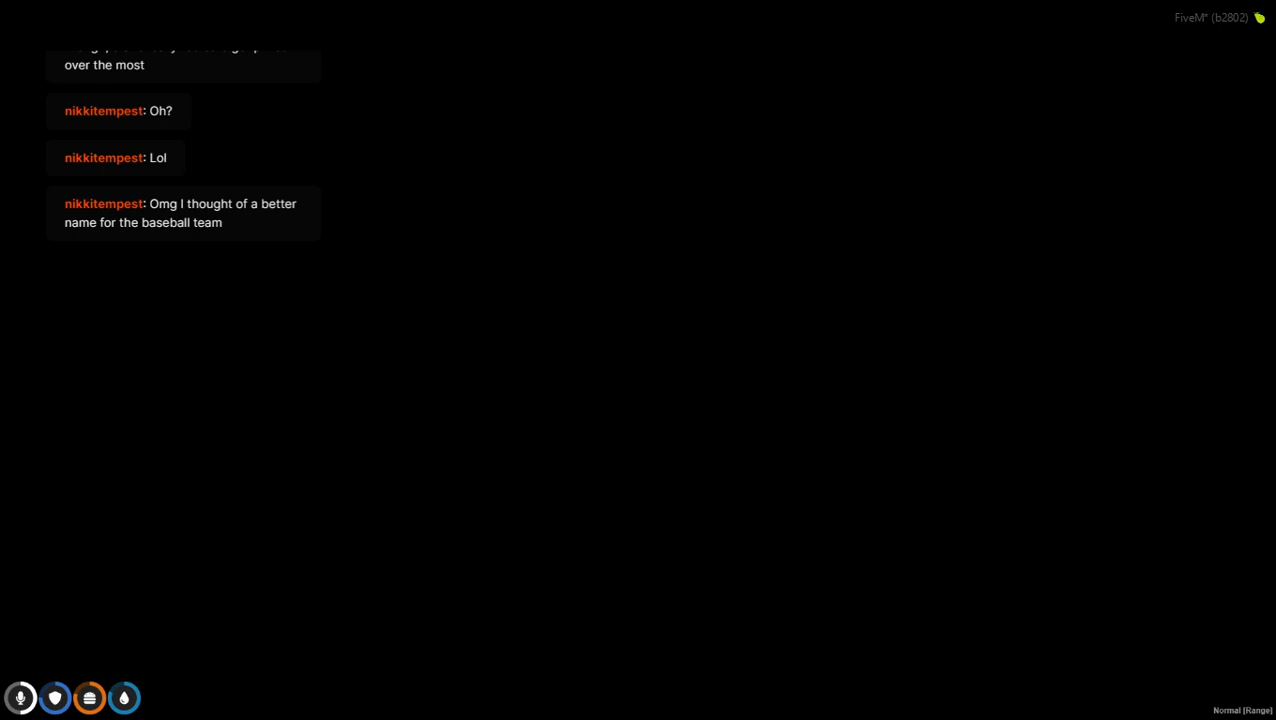 FiveM* (b2802)
over the most
nikkitempest: Oh?
nikkitempest: Lol
nikkitempest: Omg I thought of a better
name for the baseball team
Normal [Range]